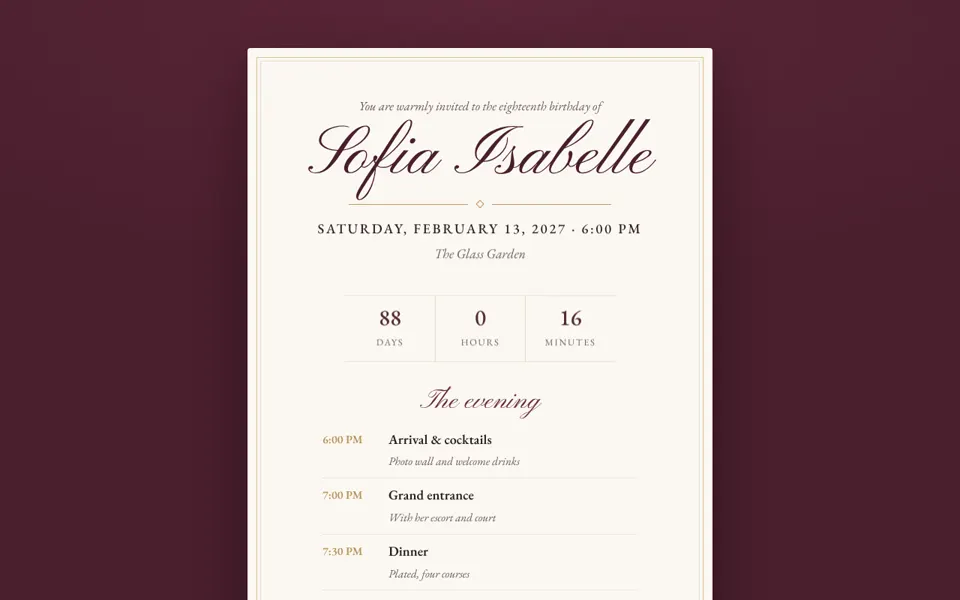 You are warmly invited to the eighteenth birthday of
Sofia Isabelle
SATURDAY, FEBRUARY 13, 2027 · 6:00 PM
The Glass Garden
88 0 16
DAYS HOURS MINUTES
The evening
6:00 PM Arrival & cocktails
Photo wall and welcome drinks
7:00 PM Grand entrance
With her escort and court
7:30 PM Dinner
Plated, four courses